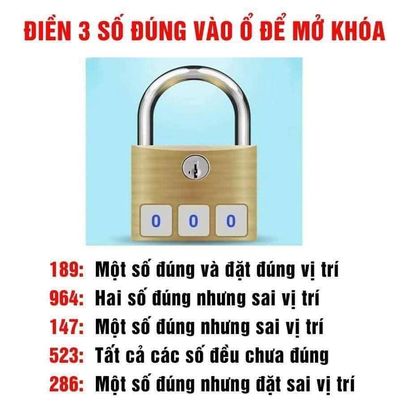 ĐIỀN 3 SỐ ĐÚNG VÀO Ổ ĐỂ MỞ KHÓA
0 0 0
189: Một số đúng và đặt đúng vị trí
964: Hai số đúng nhưng sai vị trí
147: Một số đúng nhưng sai vị trí
523: Tất cả các số đều chưa đúng
286: Một số đúng nhưng đặt sai vị trí